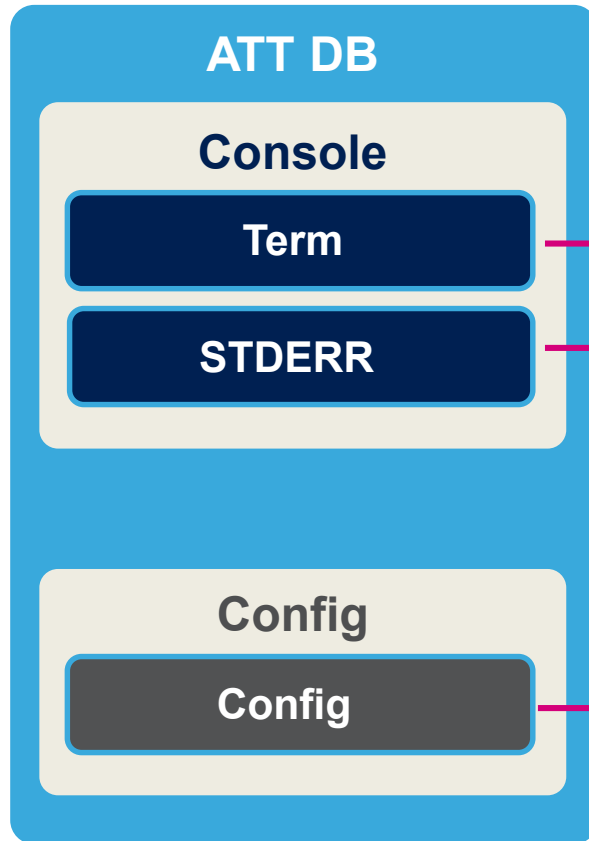 ATT DB
Console
Term
STDERR
Config
Config